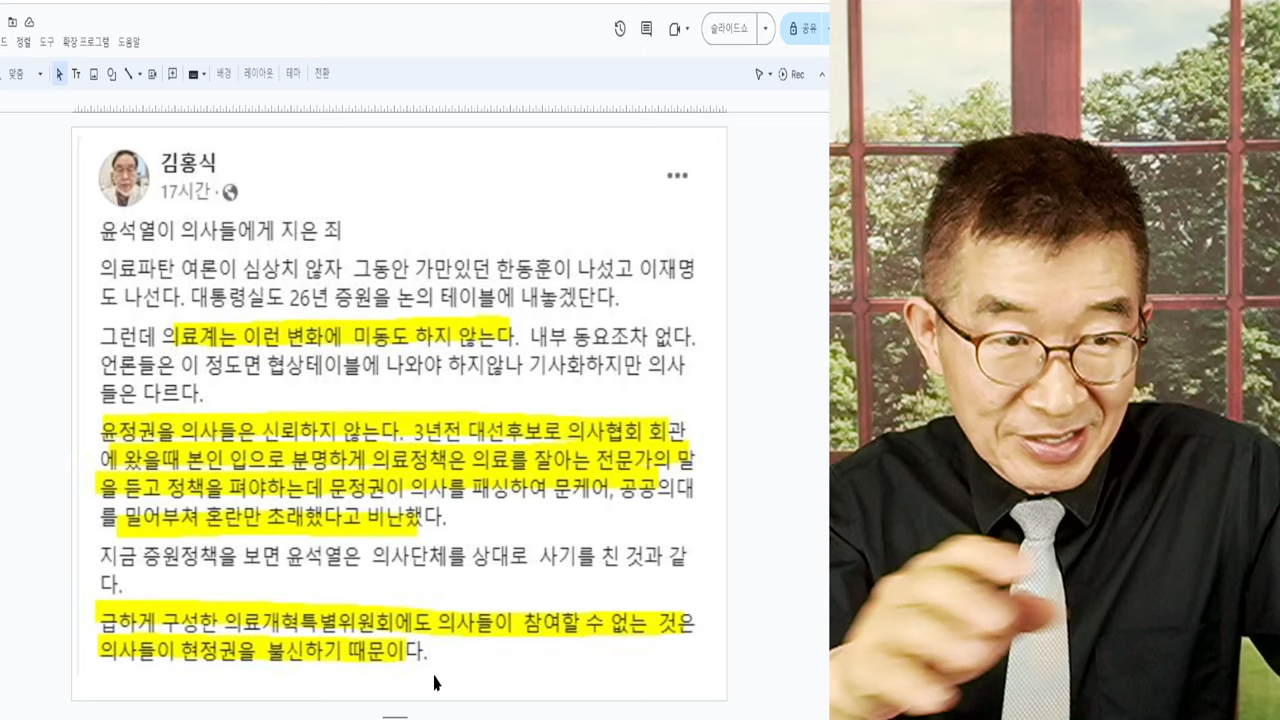 정렬 도구 확장 프로그램 도움말
슬라이드쇼
공유
맞춤
Tт
배경 레이아웃 테마 전환
Rec
김홍식
17시간 ·
윤석열이 의사들에게 지은 죄
의료파탄 여론이 심상치 않자 그동안 가만있던 한동훈이 나섰고 이재명
도 나선다. 대통령실도 26년 증원을 논의 테이블에 내놓겠단다.
그런데 의료계는 이런 변화에 미동도 하지 않는다. 내부 동요조차 없다.
언론들은 이 정도면 협상테이블에 나와야 하지않나 기사화하지만 의사
들은 다르다.
윤정권을 의사들은 신뢰하지 않는다. 3년전 대선후보로 의사협회 회관
에 왔을때 본인 입으로 분명하게 의료정책은 의료를 잘아는 전문가의 말
을 듣고 정책을 펴야하는데 문정권이 의사를 패싱하여 문케어, 공공의대
를 밀어부쳐 혼란만 초래했다고 비난했다.
지금 증원정책을 보면 윤석열은 의사단체를 상대로 사기를 친 것과 같
다.
급하게 구성한 의료개혁특별위원회에도 의사들이 참여할 수 없는 것은
의사들이 현정권을 불신하기 때문이다.